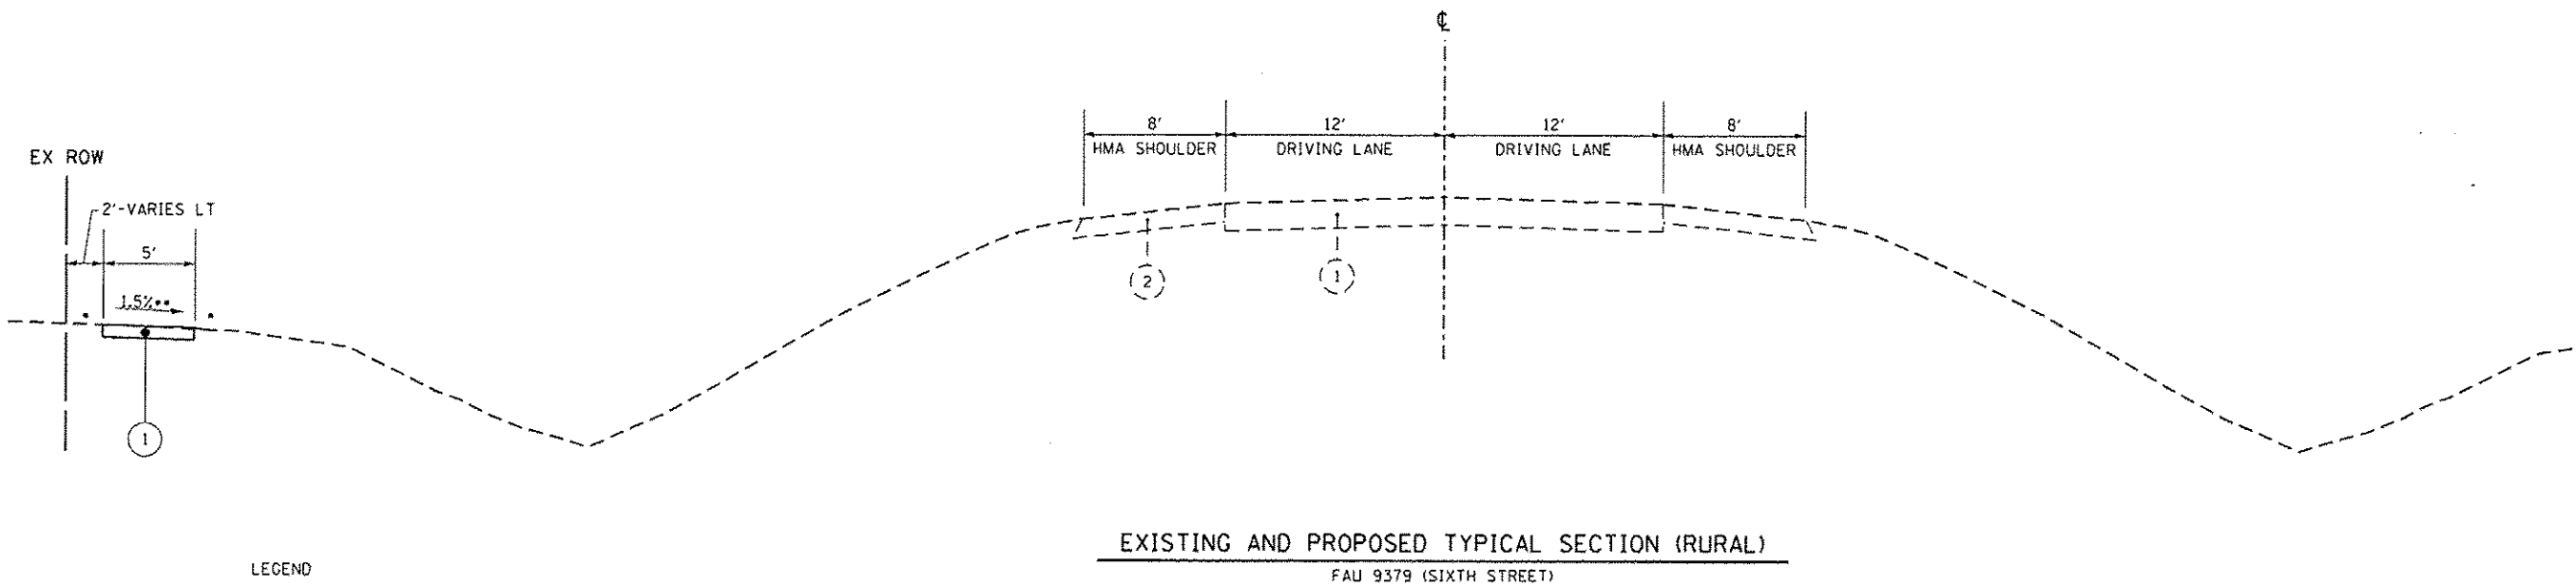 ℄
8' 12' 12' 8'
HMA SHOULDER DRIVING LANE DRIVING LANE HMA SHOULDER
EX ROW
2'-VARIES LT
5'
1.5%**
* *
2 1
1
EXISTING AND PROPOSED TYPICAL SECTION (RURAL)
FAU 9379 (SIXTH STREET)
LEGEND